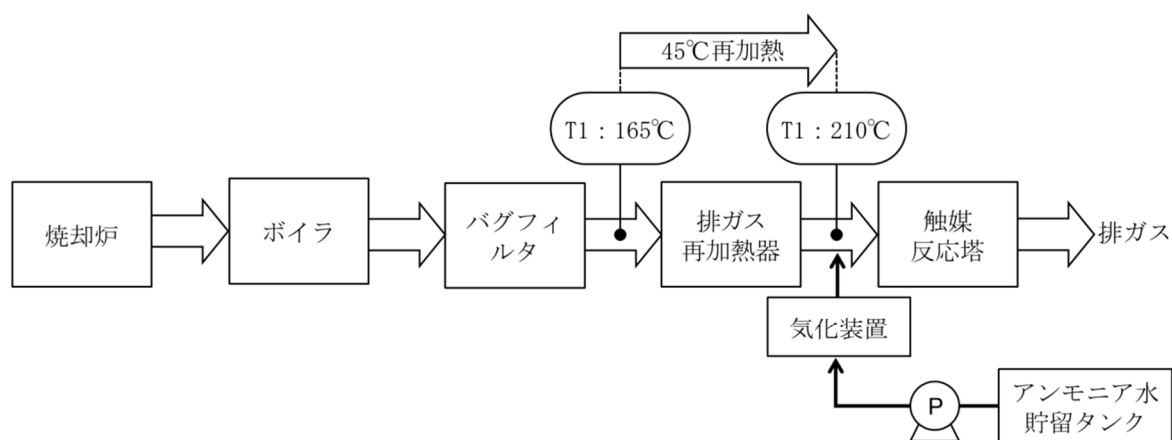 45℃再加熱
T1：165℃
T1：210℃
焼却炉
ボイラ
バグフィ
ルタ
排ガス
再加熱器
触媒
反応塔
排ガス
気化装置
P
アンモニア水
貯留タンク